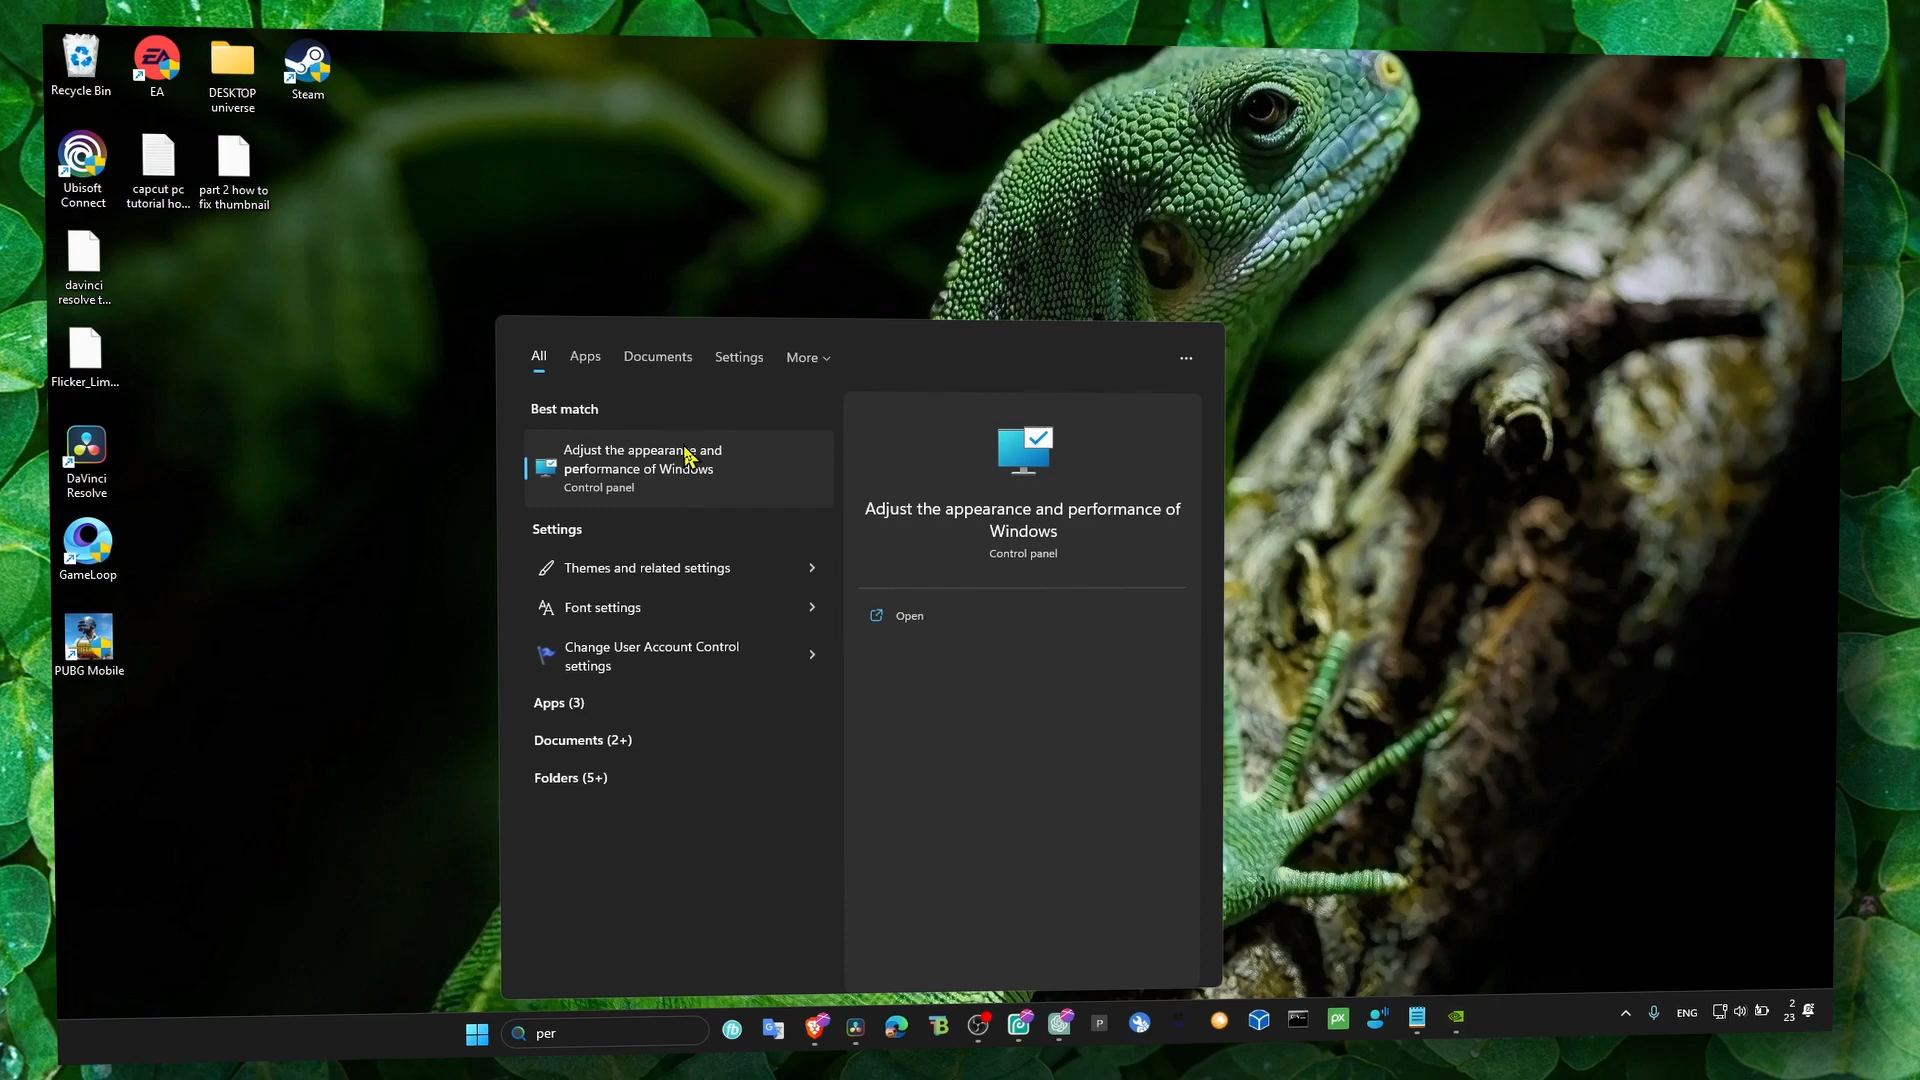 Recycle Bin
EA
DESKTOP
universe
Steam
Ubisoft
Connect
capcut pc
tutorial ho...
part 2 how to
fix thumbnail
davinci
resolve t...
Flicker_Lim...
DaVinci
Resolve
GameLoop
PUBG Mobile
All
Apps
Documents
Settings
More
Best match
Adjust the appearance and
performance of Windows
Control panel
Settings
Themes and related settings
Font settings
Change User Account Control
settings
Apps (3)
Documents (2+)
Folders (5+)
Adjust the appearance and performance of
Windows
Control panel
Open
per
fb
P
px
ENG
2
23